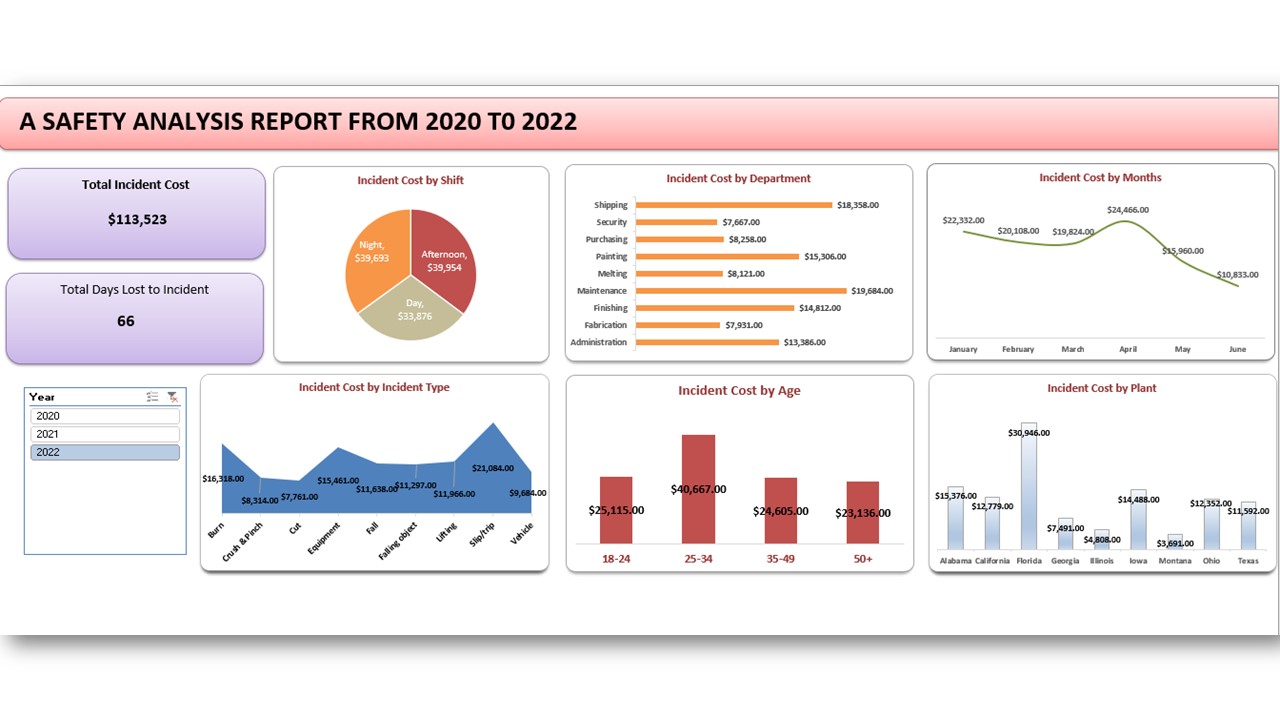 A SAFETY ANALYSIS REPORT FROM 2020 T0 2022
Total Incident Cost
$113,523
Total Days Lost to Incident
66
Incident Cost by Shift
Night,
$39,693
Afternoon,
$39,954
Day,
$33,876
Incident Cost by Department
Shipping $18,358.00
Security $7,667.00
Purchasing $8,258.00
Painting $15,306.00
Melting $8,121.00
Maintenance $19,684.00
Finishing $14,812.00
Fabrication $7,931.00
Administration $13,386.00
Incident Cost by Months
$22,332.00 $20,108.00 $19,824.00 $24,466.00 $15,960.00 $10,833.00
January February March April May June
Year
2020
2021
2022
Incident Cost by Incident Type
$16,318.00 $8,314.00 $7,761.00 $15,461.00 $11,638.00 $11,297.00 $11,966.00 $21,084.00 $9,684.00
Burn Crush & Pinch Cut Equipment Fall Falling object Lifting Slip/trip Vehicle
Incident Cost by Age
$25,115.00 $40,667.00 $24,605.00 $23,136.00
18-24 25-34 35-49 50+
Incident Cost by Plant
$15,376.00 $12,779.00 $30,946.00 $7,491.00 $4,808.00 $14,488.00 $3,691.00 $12,352.00 $11,592.00
Alabama California Florida Georgia Illinois Iowa Montana Ohio Texas